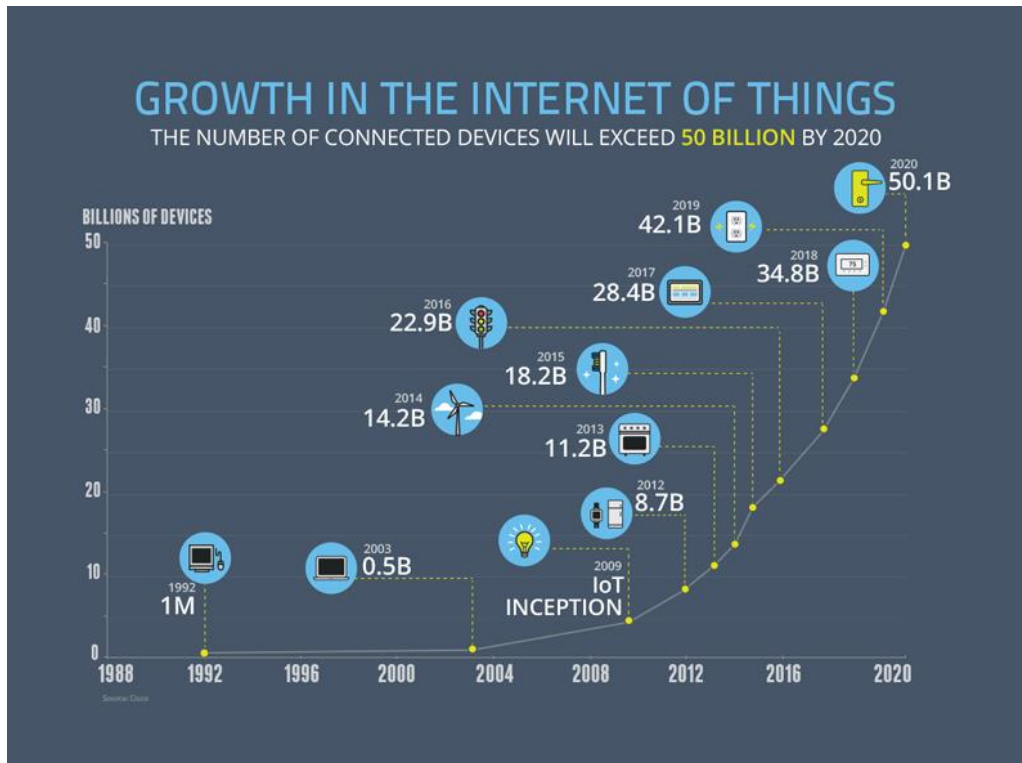 GROWTH IN THE INTERNET OF THINGS
THE NUMBER OF CONNECTED DEVICES WILL EXCEED 50 BILLION BY 2020
BILLIONS OF DEVICES
2020
50.1B
2019
42.1B
2018
34.8B
2017
28.4B
2016
22.9B
2015
18.2B
2014
14.2B
2013
11.2B
2012
8.7B
2009
IoT
INCEPTION
2003
0.5B
1992
1M
50
40
30
20
10
0
1988 1992 1996 2000 2004 2008 2012 2016 2020